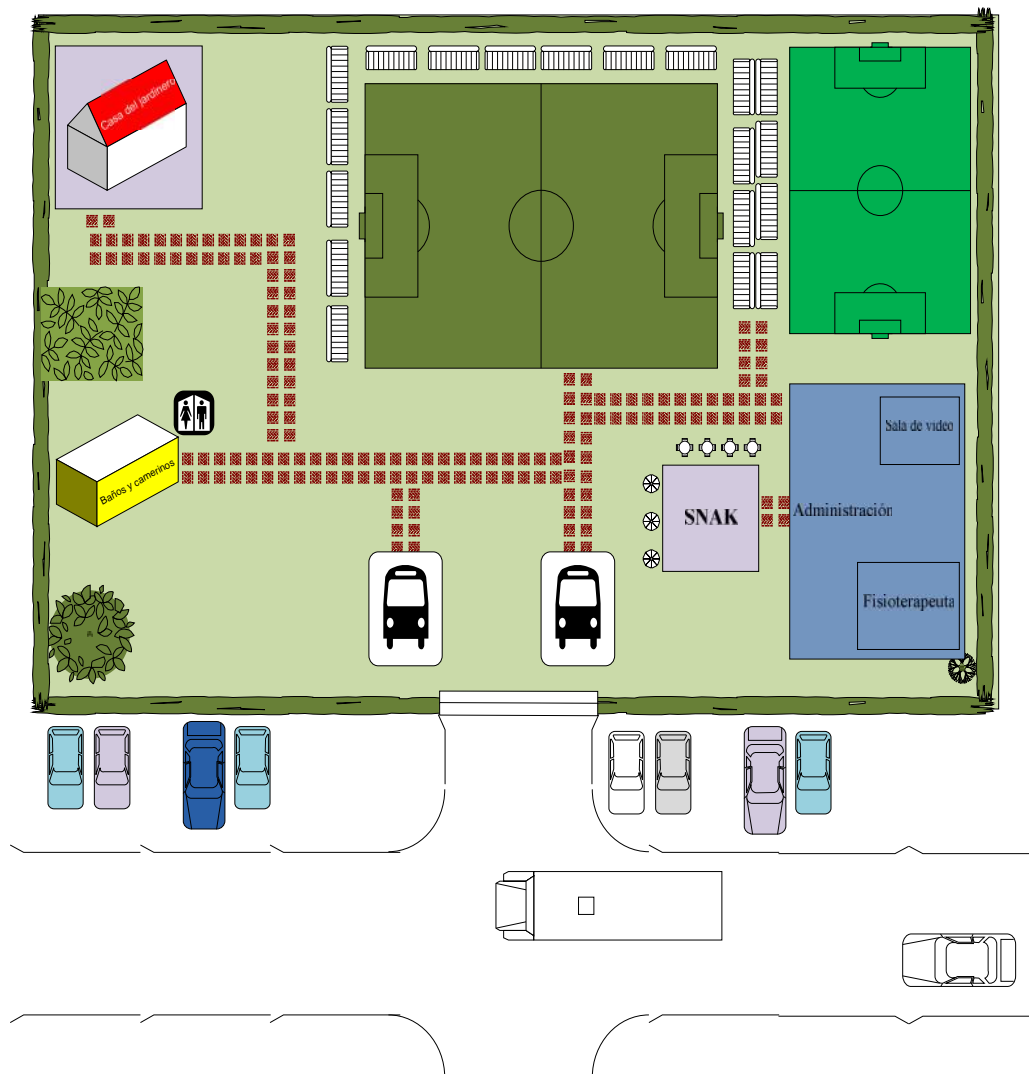 Casa del jardinero
Sala de video
Baños y camerinos
SNAK
Administración
Fisioterapeuta